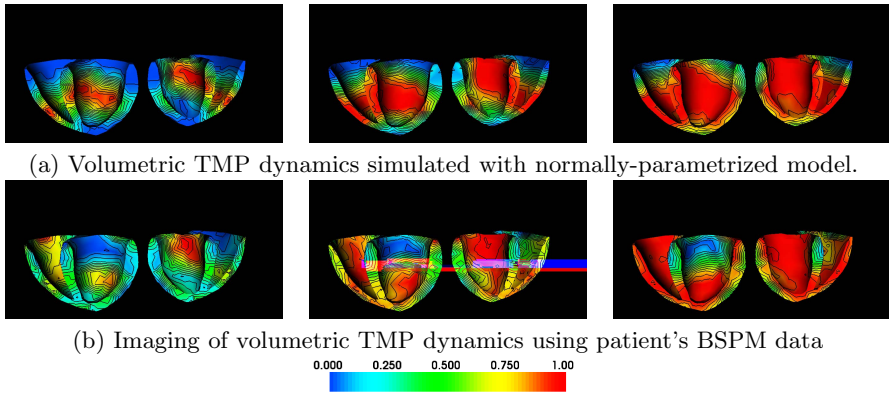 (a) Volumetric TMP dynamics simulated with normally-parametrized model.
(b) Imaging of volumetric TMP dynamics using patient's BSPM data
0.000 0.250 0.500 0.750 1.00